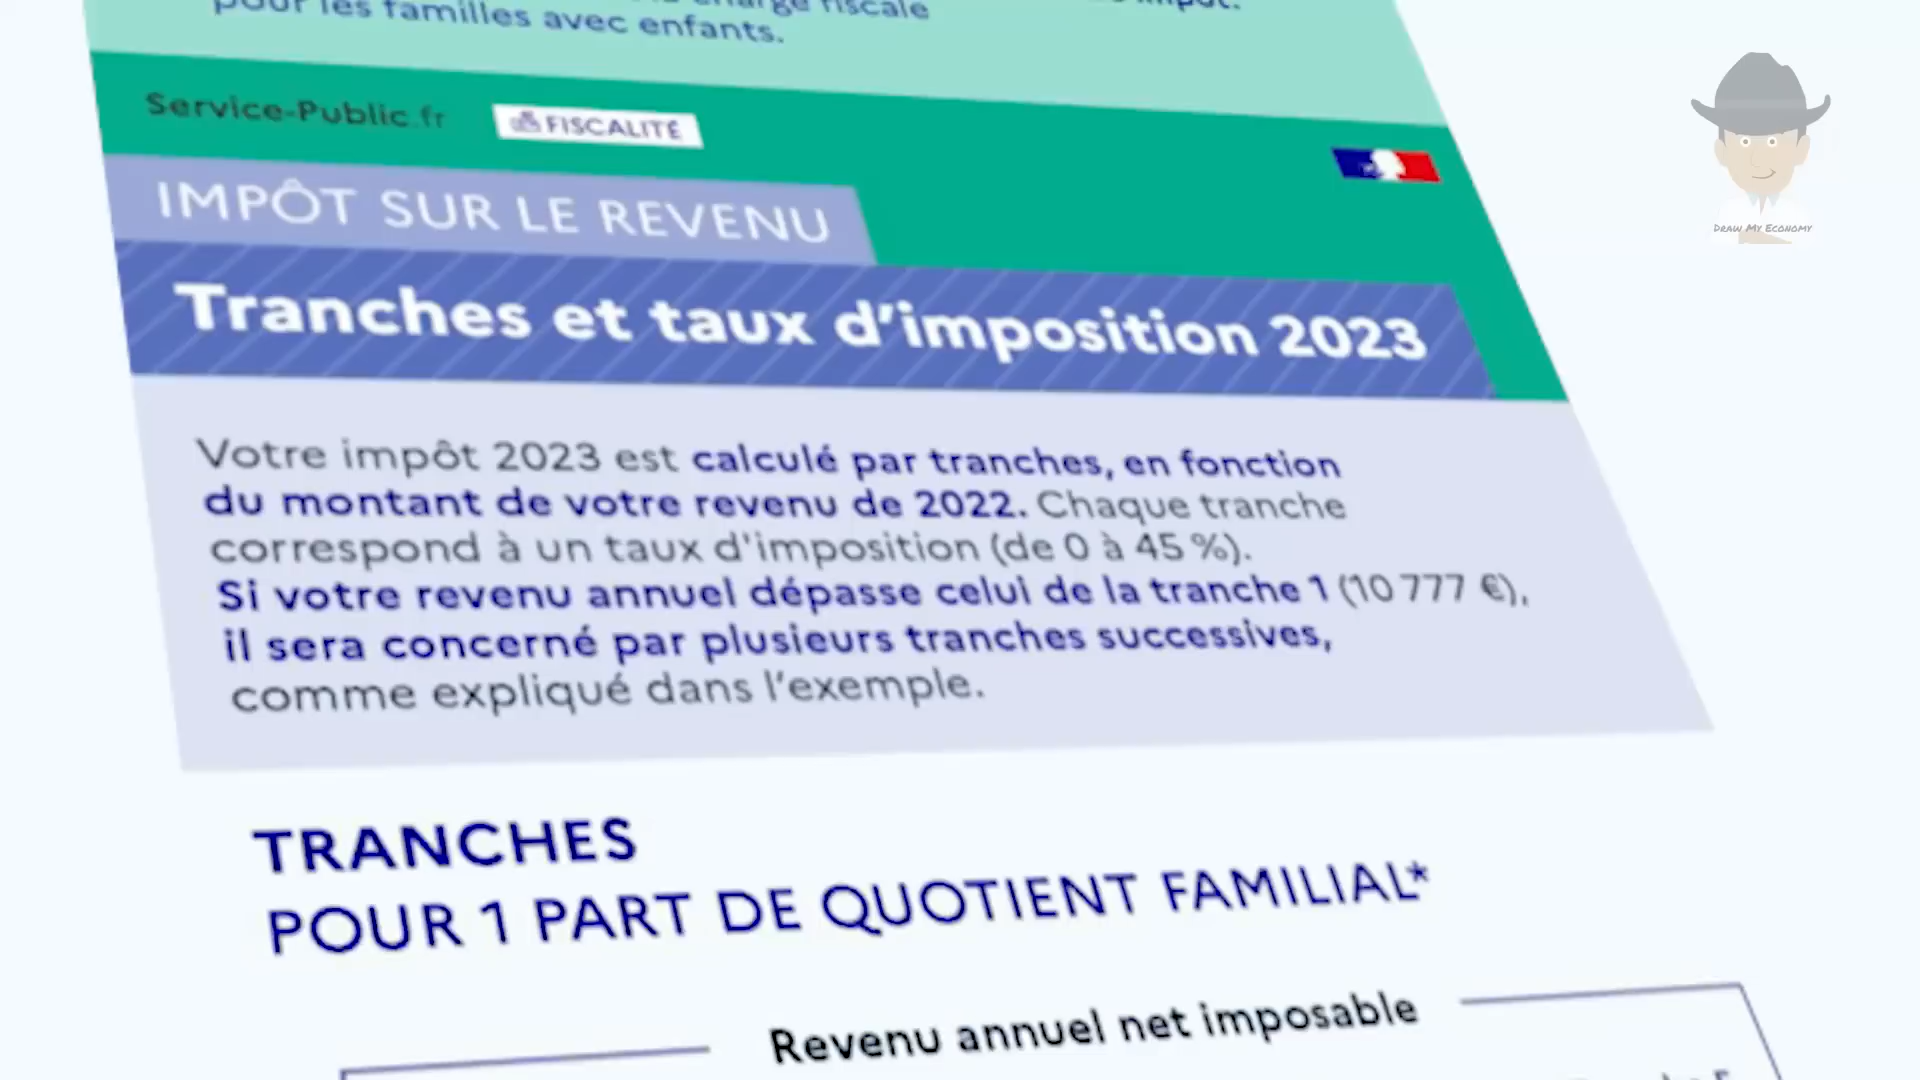 pour les familles avec enfants.
Service-Public.fr
FISCALITÉ
IMPÔT SUR LE REVENU
Tranches et taux d'imposition 2023
Votre impôt 2023 est calculé par tranches, en fonction
du montant de votre revenu de 2022. Chaque tranche
correspond à un taux d'imposition (de 0 à 45 %).
Si votre revenu annuel dépasse celui de la tranche 1 (10 777 €),
il sera concerné par plusieurs tranches successives,
comme expliqué dans l'exemple.
TRANCHES
POUR 1 PART DE QUOTIENT FAMILIAL*
Revenu annuel net imposable
DRAW MY ECONOMY